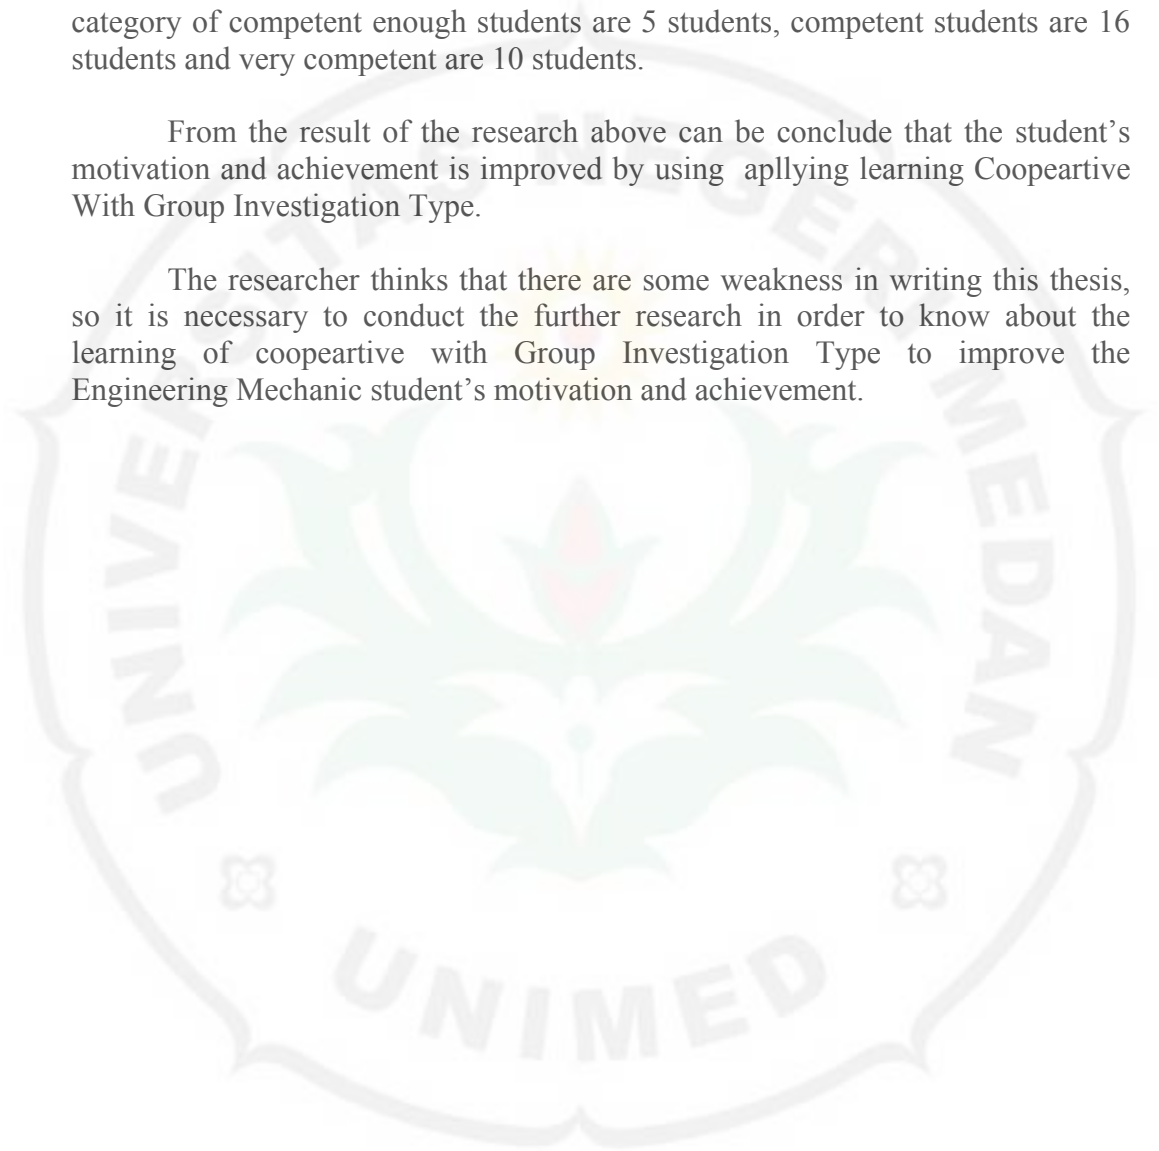 category of competent enough students are 5 students, competent students are 16
students and very competent are 10 students.
From the result of the research above can be conclude that the student's
motivation and achievement is improved by using apllying learning Coopeartive
With Group Investigation Type.
The researcher thinks that there are some weakness in writing this thesis,
so it is necessary to conduct the further research in order to know about the
learning of coopeartive with Group Investigation Type to improve the
Engineering Mechanic student's motivation and achievement.
UNIVERSITAS NEGERI MEDAN
UNIMED